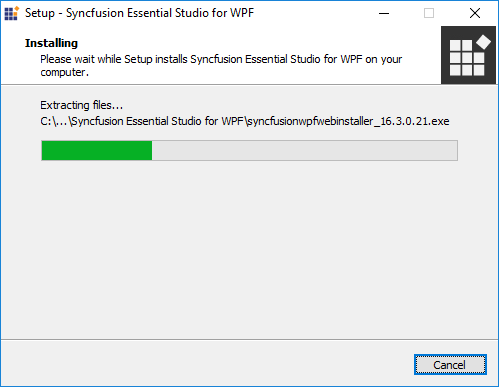 Setup - Syncfusion Essential Studio for WPF
Installing
Please wait while Setup installs Syncfusion Essential Studio for WPF on your
computer.
Extracting files...
C:\...\Syncfusion Essential Studio for WPF\syncfusionwpfwebinstaller_16.3.0.21.exe
Cancel